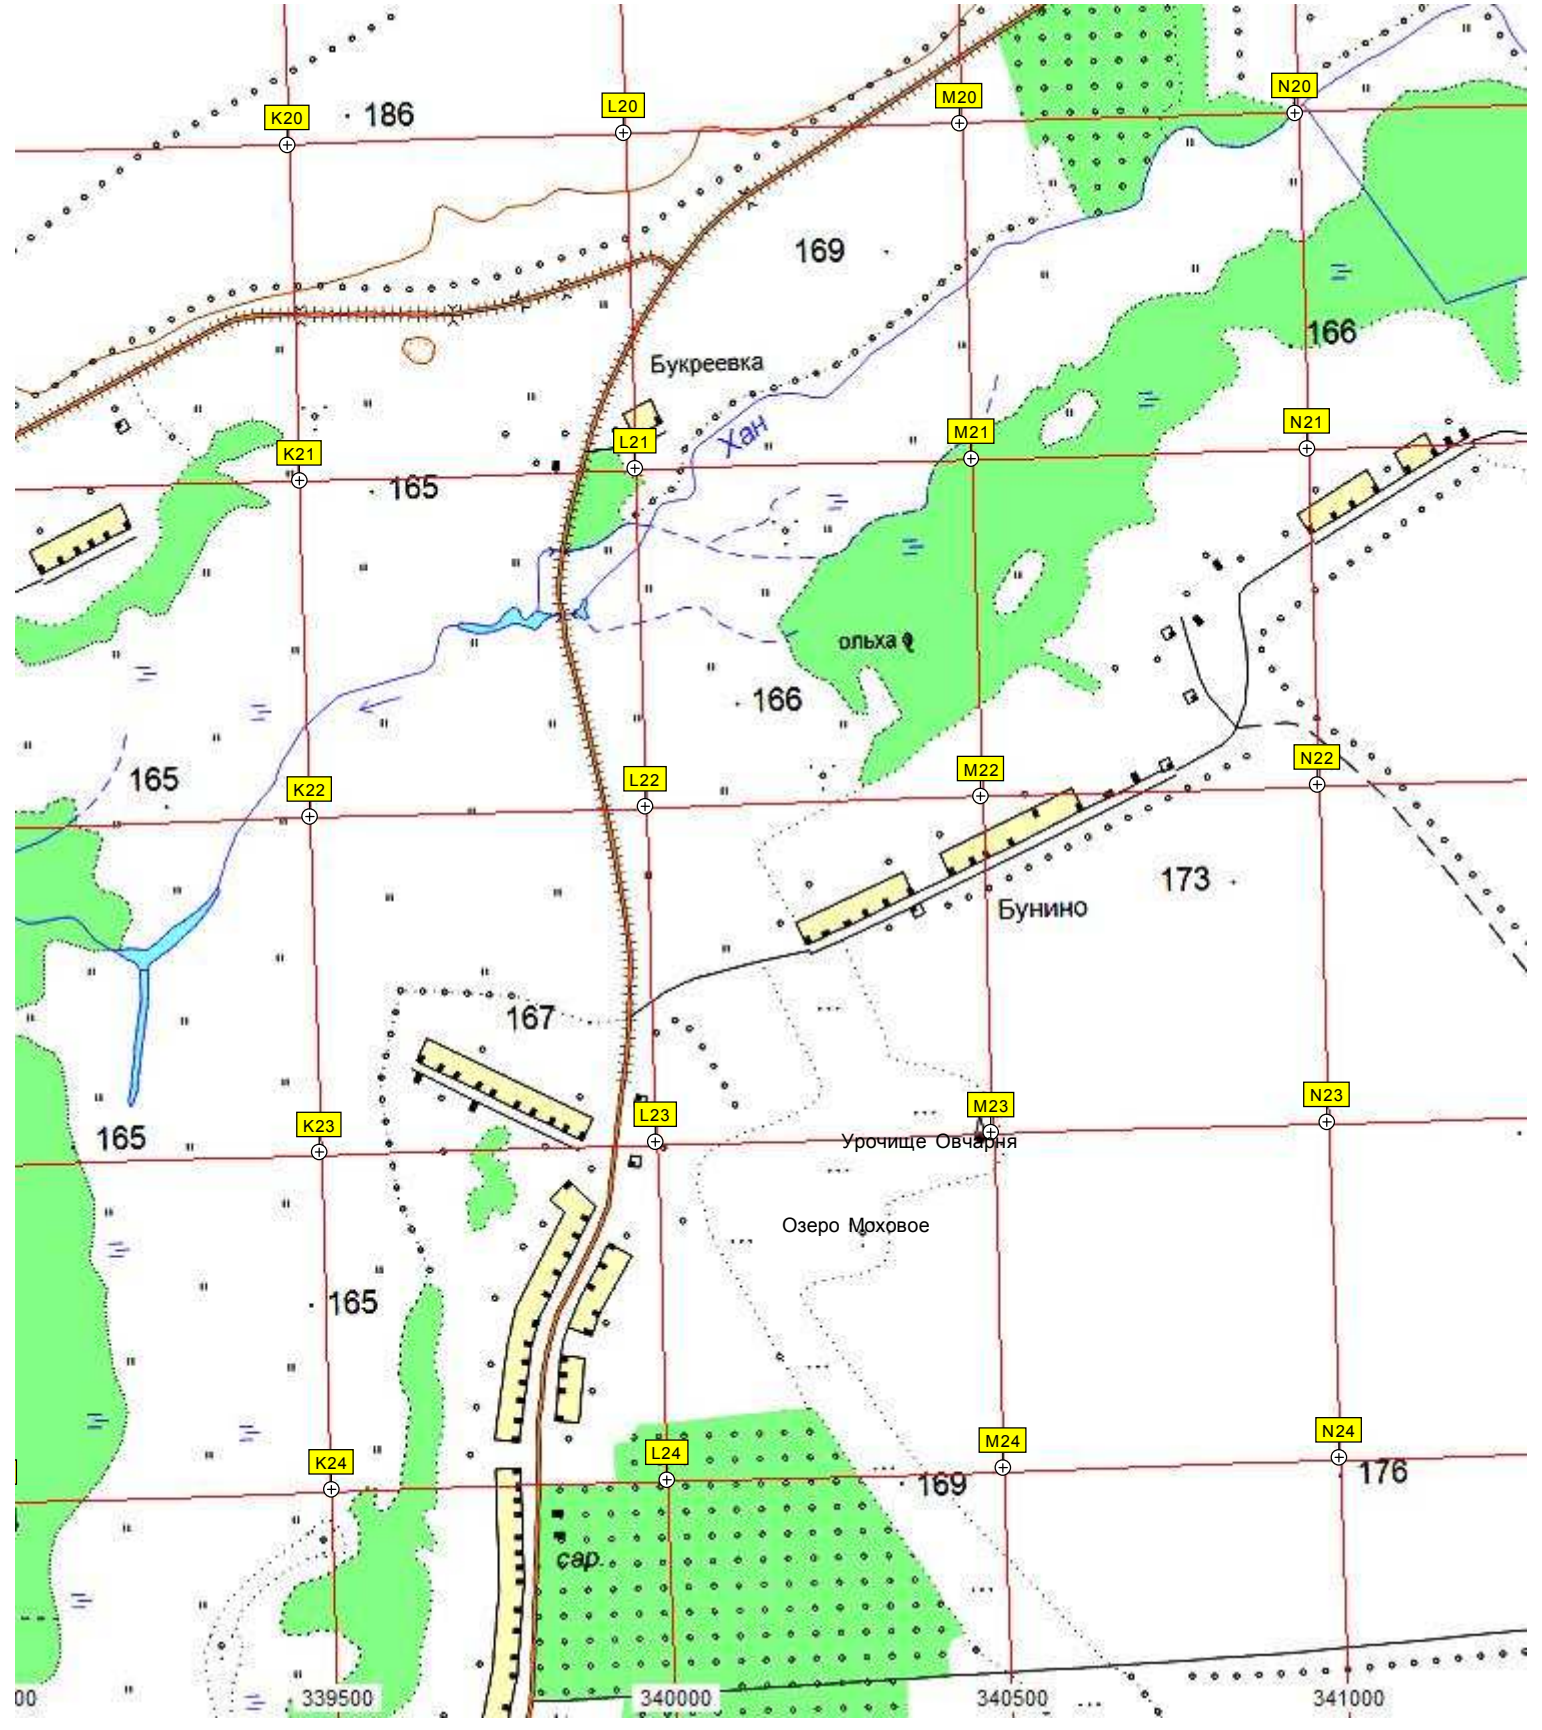 N20
M20
L20
K20
186
169
166
Букреевка
N21
M21
L21
K21
Хан
165
ольха
166
165
N22
M22
L22
K22
173
Бунино
167
N23
M23
L23
K23
165
Урочище Овчарня
Озеро Моховое
165
N24
M24
L24
K24
176
169
сар.
00
339500
340000
340500
341000